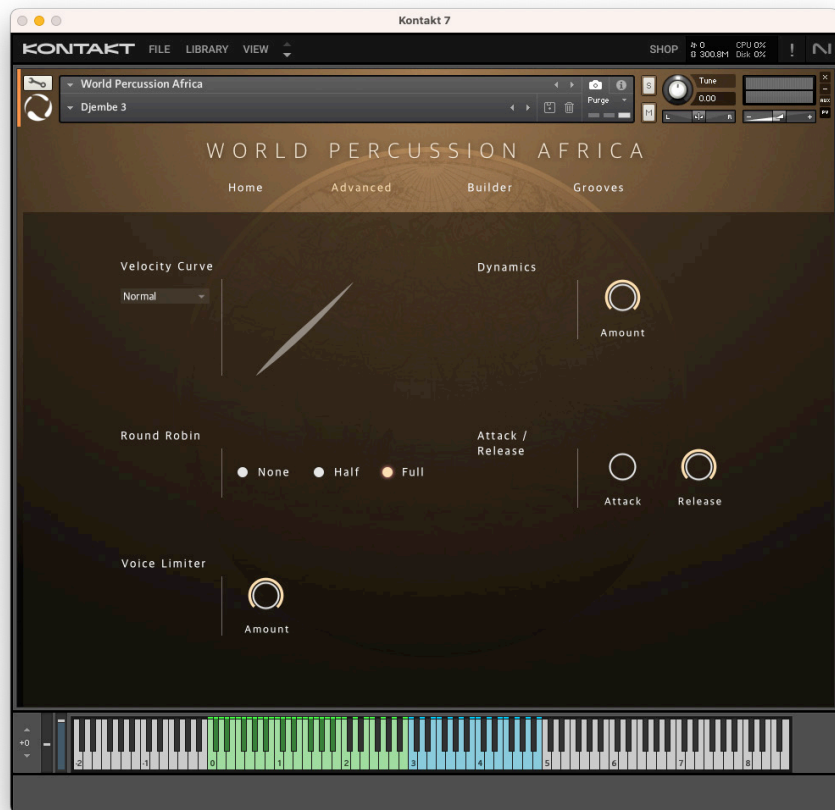 Kontakt 7
KONTAKT FILE LIBRARY VIEW SHOP 0 CPU 0% 300.8M Disk 0% !
World Percussion Africa
S Tune
Djembe 3
Purge
0.00
M
L R - +
AUX
PV
WORLD PERCUSSION AFRICA
Home Advanced Builder Grooves
Velocity Curve Dynamics
Normal
Amount
Round Robin Attack /
Release
None Half Full
Attack Release
Voice Limiter
Amount
+0
-2 -1 0 1 2 3 4 5 6 7 8